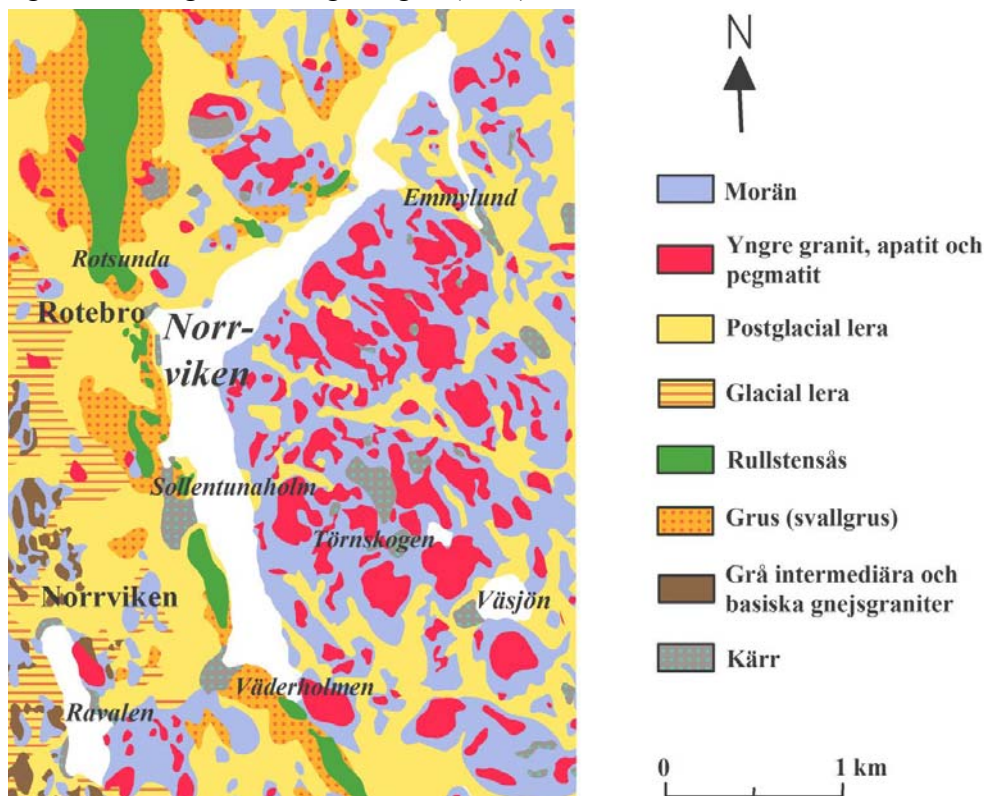 N
Emmylund
Rotsunda
Rotebro
Norr-
viken
Sollentunaholm
Törnskogen
Norrviken
Väsjön
Väderholmen
Ravalen
Morän
Yngre granit, apatit och
pegmatit
Postglacial lera
Glacial lera
Rullstensås
Grus (svallgrus)
Grå intermediära och
basiska gnejsgraniter
Kärr
0 1 km